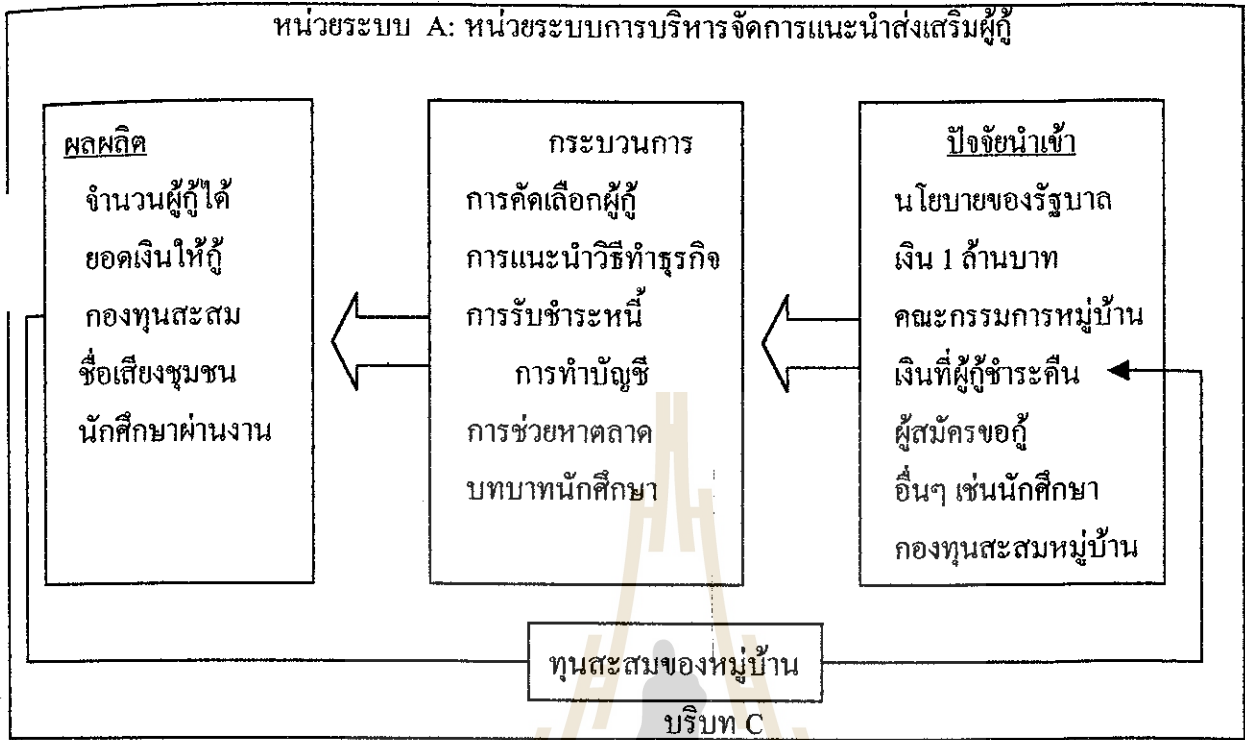 หน่วยระบบ A: หน่วยระบบการบริหารจัดการแนะนำส่งเสริมผู้กู้
ผลผลิต
จำนวนผู้กู้ได้
ยอดเงินให้กู้
กองทุนสะสม
ชื่อเสียงชุมชน
นักศึกษาผ่านงาน
กระบวนการ
การคัดเลือกผู้กู้
การแนะนำวิธีทำธุรกิจ
การรับชำระหนี้
การทำบัญชี
การช่วยหาตลาด
บทบาทนักศึกษา
ปัจจัยนำเข้า
นโยบายของรัฐบาล
เงิน 1 ล้านบาท
คณะกรรมการหมู่บ้าน
เงินที่ผู้กู้ชำระคืน
ผู้สมัครขอกู้
อื่นๆ เช่นนักศึกษา
กองทุนสะสมหมู่บ้าน
ทุนสะสมของหมู่บ้าน
บริบท C